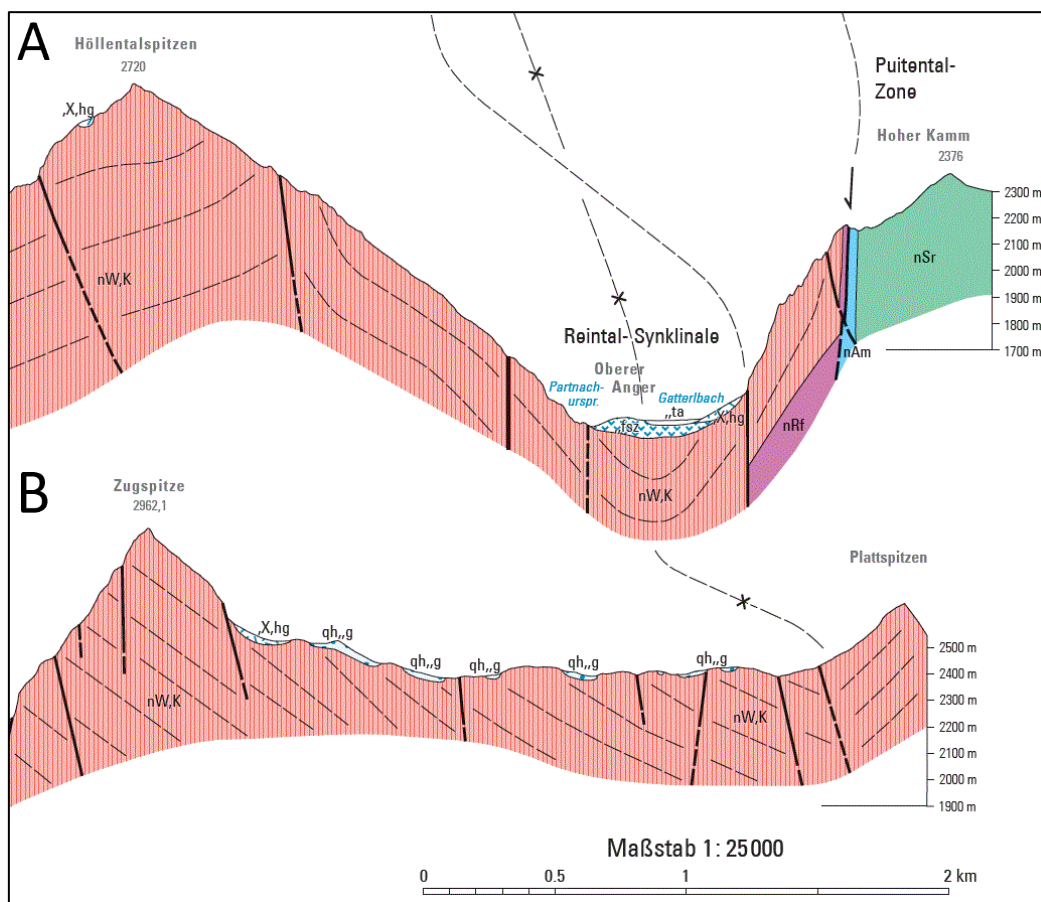 A
Höllentalspitzen
2720
,X,hg
Puitental-
Zone
Hoher Kamm
2376
2300 m
2200 m
2100 m
2000 m
1900 m
1800 m
1700 m
nW,K
nSr
Reintal-Synklinale
Oberer
Anger
Partnach-
urspr.
Gatterlbach
„ta
„fsz
,X,hg
nAm
nRf
nW,K
B
Zugspitze
2962,1
Plattspitzen
,X,hg
qh,,g
qh,,g
qh,,g
qh,,g
qh,,g
nW,K
nW,K
2500 m
2400 m
2300 m
2200 m
2100 m
2000 m
1900 m
Maßstab 1: 25000
0
0.5
1
2 km